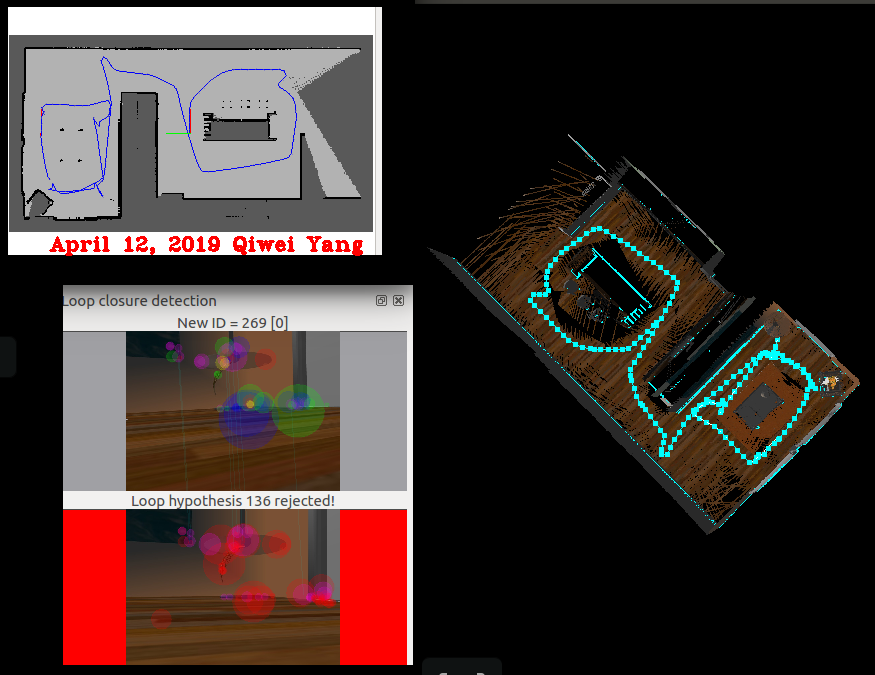 April 12, 2019 Qiwei Yang
Loop closure detection
New ID = 269 [0]
Loop hypothesis 136 rejected!